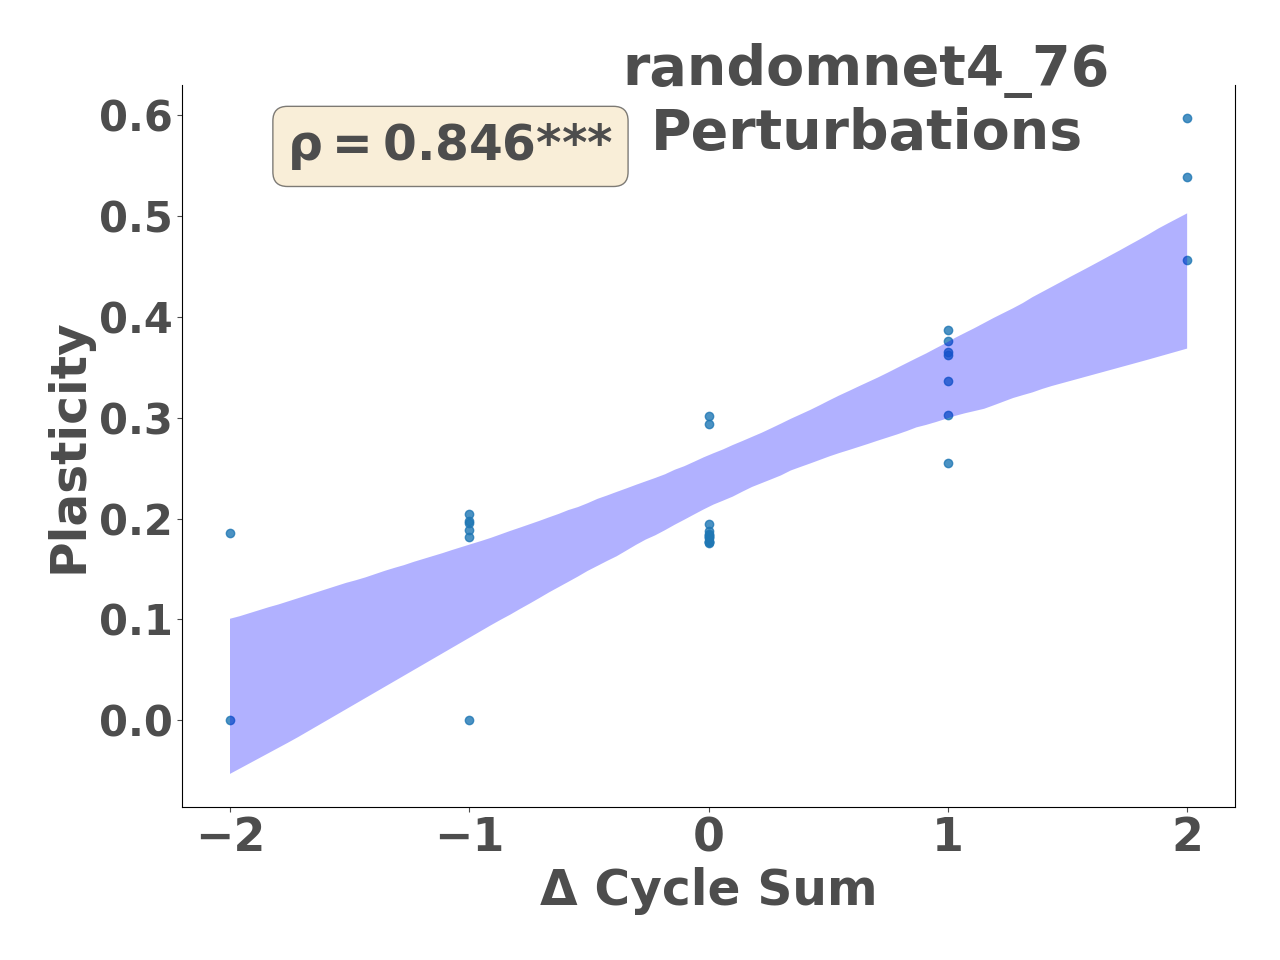 randomnet4_76
Perturbations
ρ = 0.846***
0.6
0.5
0.4
0.3
0.2
0.1
0.0
Plasticity
−2 −1 0 1 2
Δ Cycle Sum